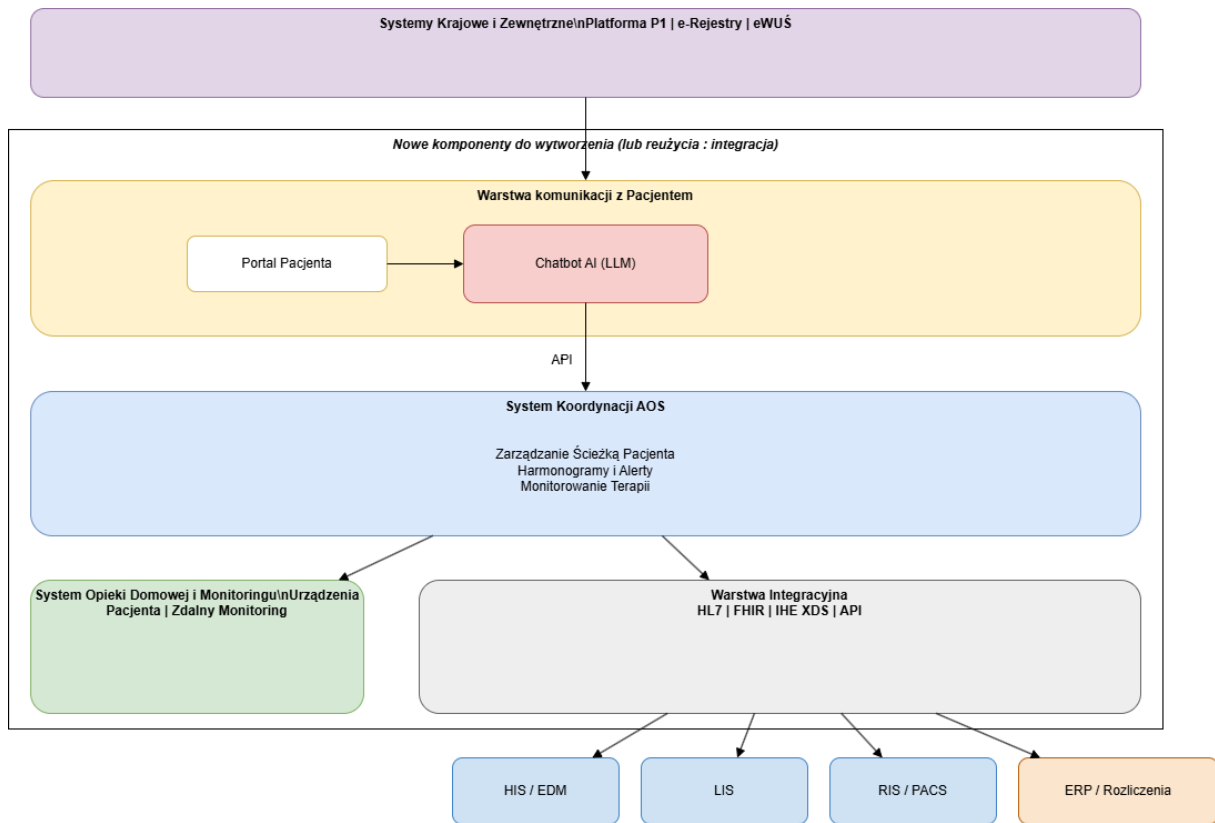 Systemy Krajowe i Zewnętrzne\nPlatforma P1 | e-Rejestry | eWUŚ
Nowe komponenty do wytworzenia (lub reużycia : integracja)
Warstwa komunikacji z Pacjentem
Portal Pacjenta
Chatbot AI (LLM)
API
System Koordynacji AOS
Zarządzanie Ścieżką Pacjenta
Harmonogramy i Alerty
Monitorowanie Terapii
System Opieki Domowej i Monitoringu\nUrządzenia
Pacjenta | Zdalny Monitoring
Warstwa Integracyjna
HL7 | FHIR | IHE XDS | API
HIS / EDM
LIS
RIS / PACS
ERP / Rozliczenia